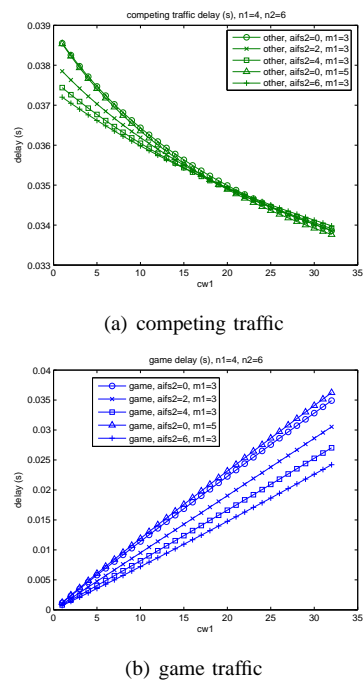 competing traffic delay (s), n1=4, n2=6
0.039
other, aifs2=0, m1=3
other, aifs2=2, m1=3
0.038
other, aifs2=4, m1=3
other, aifs2=0, m1=5
other, aifs2=6, m1=3
0.037
delay (s)
0.036
0.035
0.034
0.033
0 5 10 15 20 25 30 35
cw1
(a) competing traffic
game delay (s), n1=4, n2=6
0.04
game, aifs2=0, m1=3
0.035
game, aifs2=2, m1=3
game, aifs2=4, m1=3
0.03
game, aifs2=0, m1=5
game, aifs2=6, m1=3
0.025
delay (s)
0.02
0.015
0.01
0.005
0
0 5 10 15 20 25 30 35
cw1
(b) game traffic